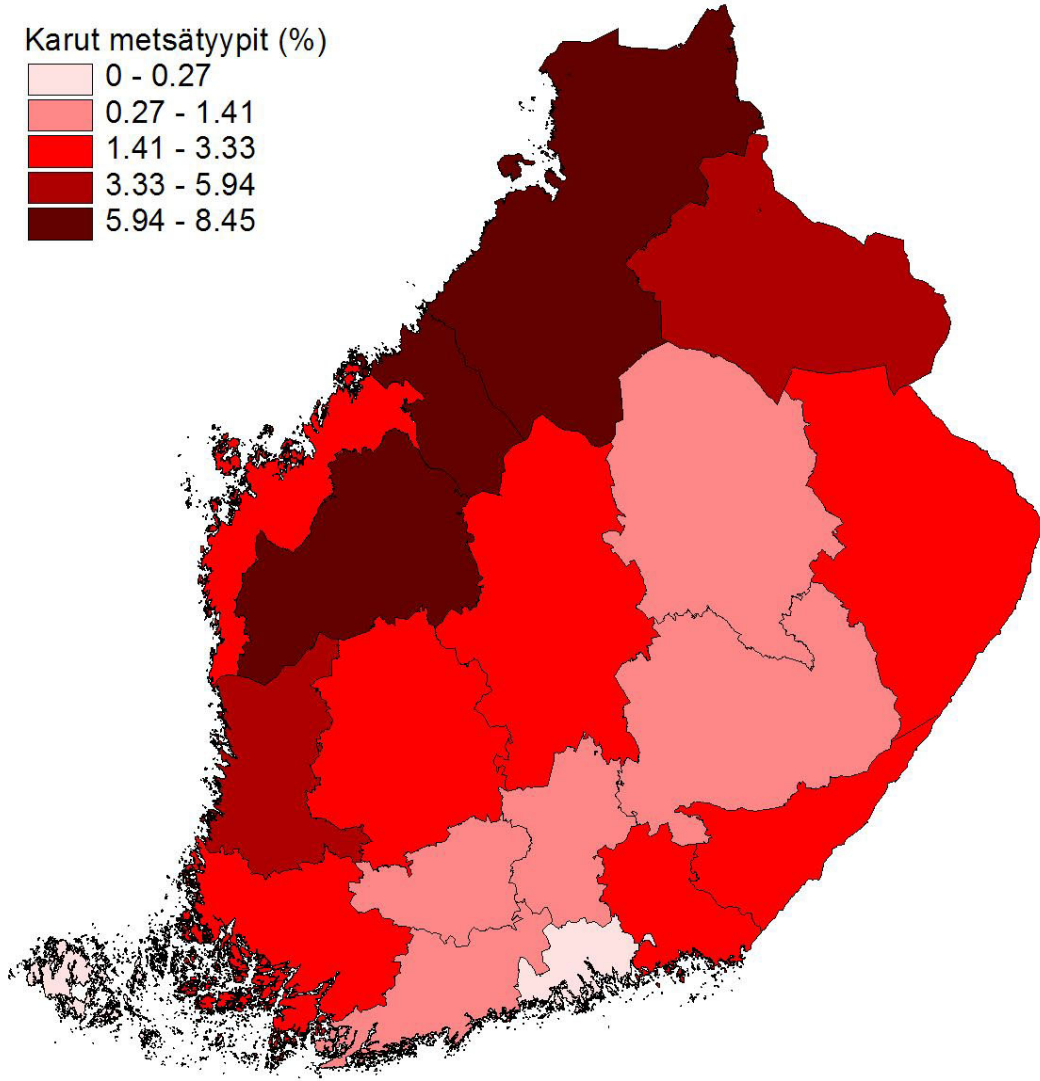 Karut metsätyypit (%)
0 - 0.27
0.27 - 1.41
1.41 - 3.33
3.33 - 5.94
5.94 - 8.45